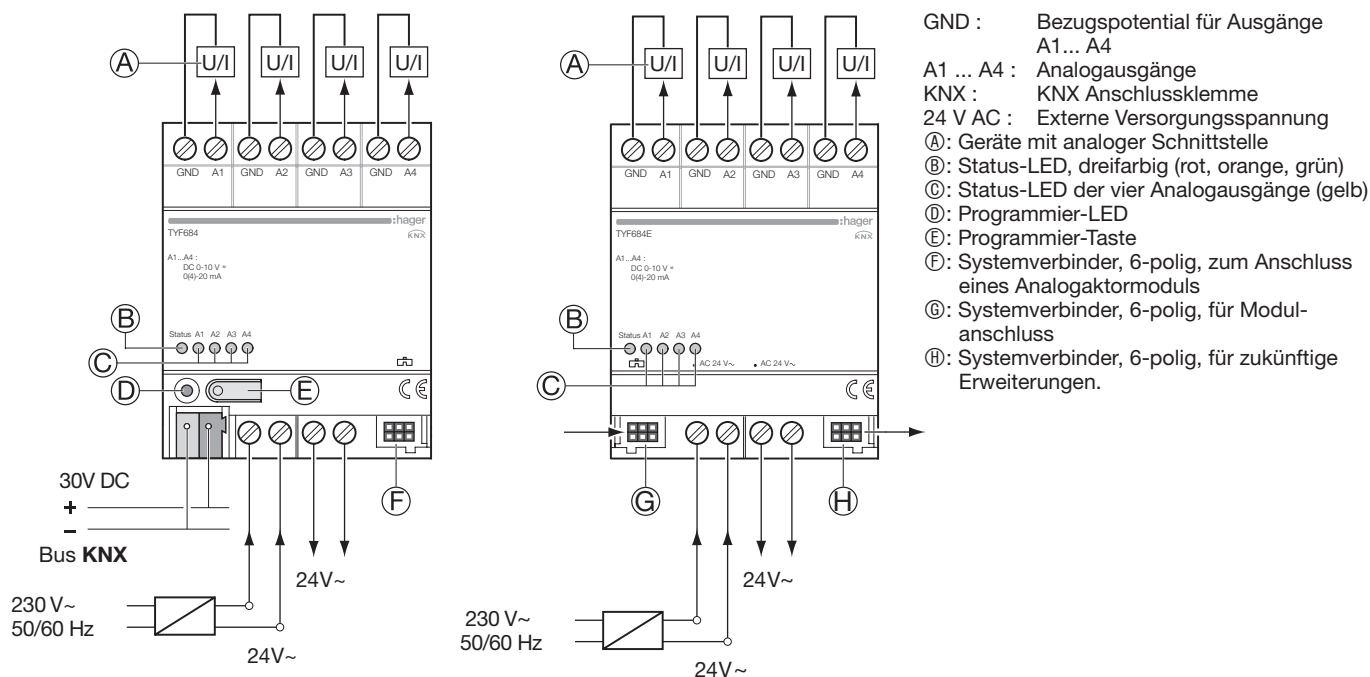 A
U/I U/I U/I U/I
GND A1 GND A2 GND A3 GND A4
:hager
TYF684
KNX
A1...A4 :
DC 0-10 V =
0(4)-20 mA
B
Status A1 A2 A3 A4
C
D
E
CE
F
30V DC
+
–
Bus KNX
24V~
230 V~
50/60 Hz
24V~
A
U/I U/I U/I U/I
GND A1 GND A2 GND A3 GND A4
:hager
TYF684E
KNX
A1...A4 :
DC 0-10 V =
0(4)-20 mA
B
Status A1 A2 A3 A4
AC 24 V~ AC 24 V~
C
CE
G
H
24V~
230 V~
50/60 Hz
24V~
GND : Bezugspotential für Ausgänge
A1... A4
A1 ... A4 : Analogausgänge
KNX : KNX Anschlussklemme
24 V AC : Externe Versorgungsspannung
Ⓐ: Geräte mit analoger Schnittstelle
Ⓑ: Status-LED, dreifarbig (rot, orange, grün)
Ⓒ: Status-LED der vier Analogausgänge (gelb)
Ⓓ: Programmier-LED
Ⓔ: Programmier-Taste
Ⓕ: Systemverbinder, 6-polig, zum Anschluss
eines Analogaktormoduls
Ⓖ: Systemverbinder, 6-polig, für Modul-
anschluss
Ⓗ: Systemverbinder, 6-polig, für zukünftige
Erweiterungen.